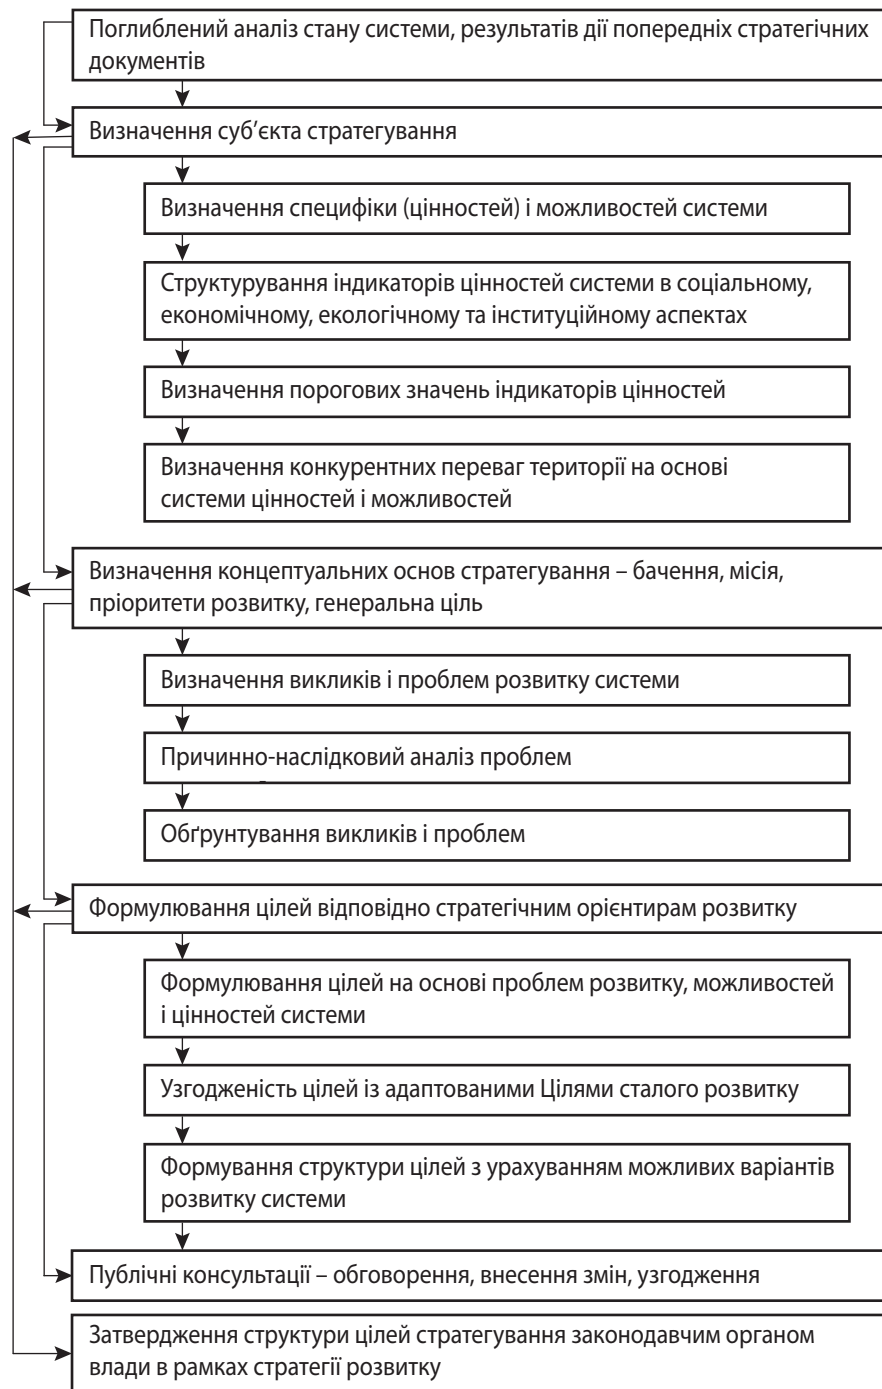 Поглиблений аналіз стану системи, результатів дії попередніх стратегічних
документів
Визначення суб’єкта стратегування
Визначення специфіки (цінностей) і можливостей системи
Структурування індикаторів цінностей системи в соціальному,
економічному, екологічному та інституційному аспектах
Визначення порогових значень індикаторів цінностей
Визначення конкурентних переваг території на основі
системи цінностей і можливостей
Визначення концептуальних основ стратегування – бачення, місія,
пріоритети розвитку, генеральна ціль
Визначення викликів і проблем розвитку системи
Причинно-наслідковий аналіз проблем
Обґрунтування викликів і проблем
Формулювання цілей відповідно стратегічним орієнтирам розвитку
Формулювання цілей на основі проблем розвитку, можливостей
і цінностей системи
Узгодженість цілей із адаптованими Цілями сталого розвитку
Формування структури цілей з урахуванням можливих варіантів
розвитку системи
Публічні консультації – обговорення, внесення змін, узгодження
Затвердження структури цілей стратегування законодавчим органом
влади в рамках стратегії розвитку